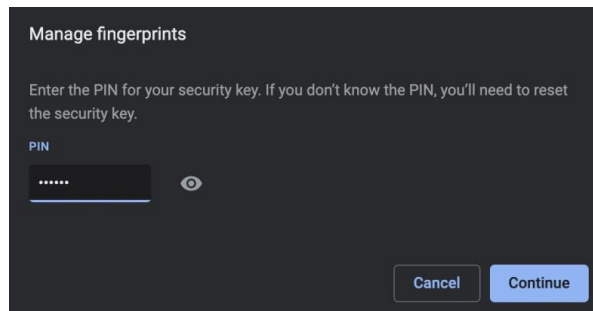 Manage fingerprints
Enter the PIN for your security key. If you don't know the PIN, you'll need to reset
the security key.
PIN
••••••
Cancel Continue